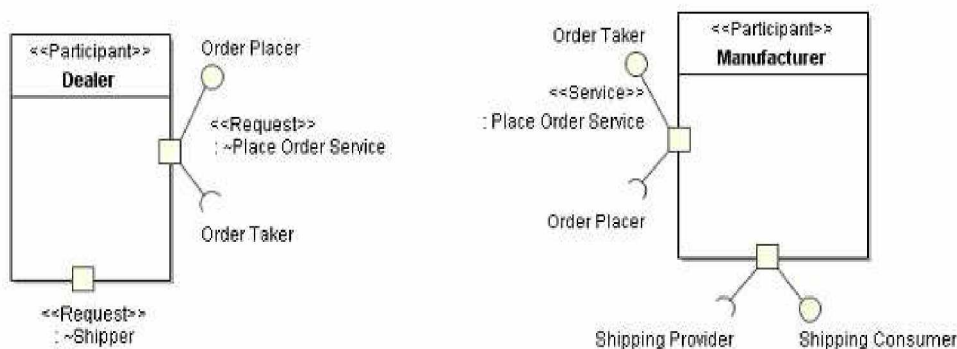 <<Participant>>
Dealer
Order Placer
<<Request>>
: ~Place Order Service
Order Taker
<<Request>>
: ~Shipper
Order Taker
<<Participant>>
Manufacturer
<<Service>>
: Place Order Service
Order Placer
Shipping Provider
Shipping Consumer